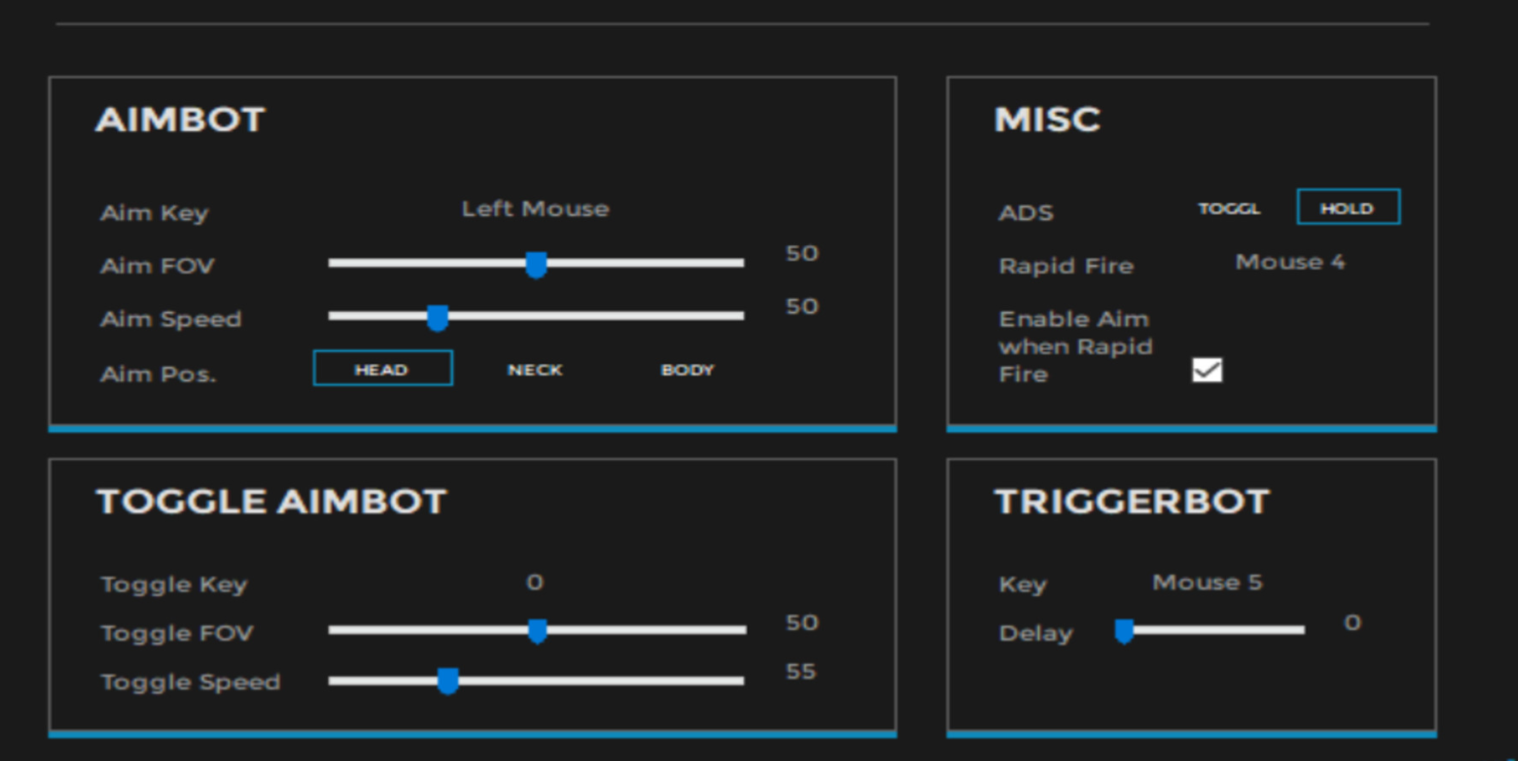 AIMBOT
Aim Key Left Mouse
Aim FOV 50
Aim Speed 50
Aim Pos. HEAD NECK BODY
MISC
ADS TOGGL HOLD
Rapid Fire Mouse 4
Enable Aim
when Rapid
Fire
TOGGLE AIMBOT
Toggle Key 0
Toggle FOV 50
Toggle Speed 55
TRIGGERBOT
Key Mouse 5
Delay 0